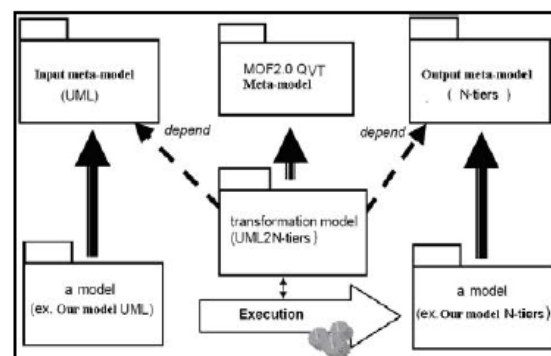 Input meta-model
(UML)
MOF2.0 QVT
Meta-model
Output meta-model
( N-tiers )
depend
depend
transformation model
(UML2N-tiers )
a model
(ex. Our model UML)
Execution
a model
(ex. Our model N-tiers)